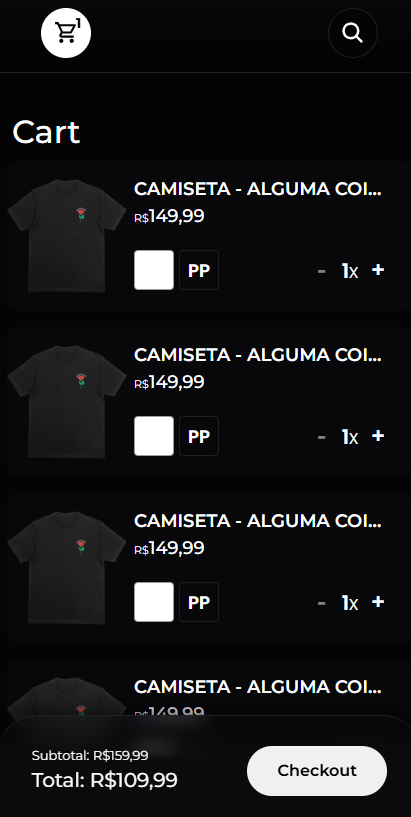 1
Cart
CAMISETA - ALGUMA COI...
R$149,99
PP
- 1x +
CAMISETA - ALGUMA COI...
R$149,99
PP
- 1x +
CAMISETA - ALGUMA COI...
R$149,99
PP
- 1x +
CAMISETA - ALGUMA COI...
R$149,99
Subtotal: R$159,99
Total: R$109,99
Checkout